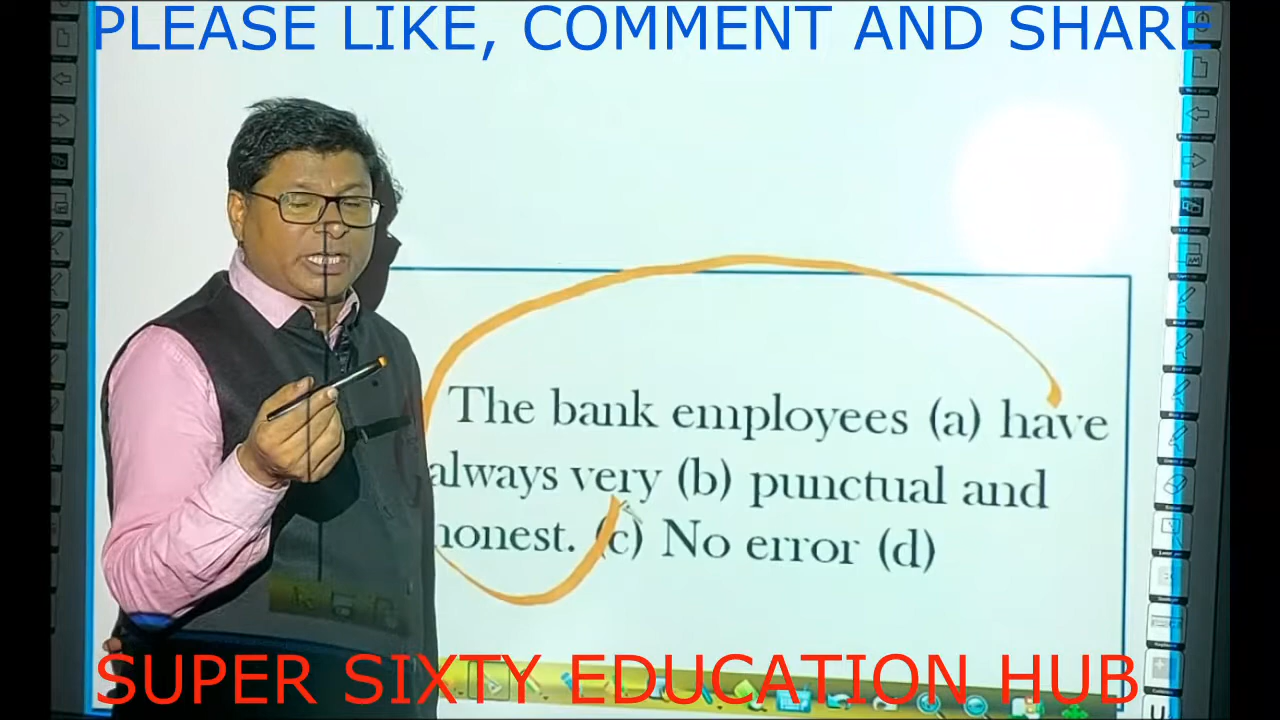 PLEASE LIKE, COMMENT AND SHARE
The bank employees (a) have
always very (b) punctual and
honest. (c) No error (d)
SUPER SIXTY EDUCATION HUB